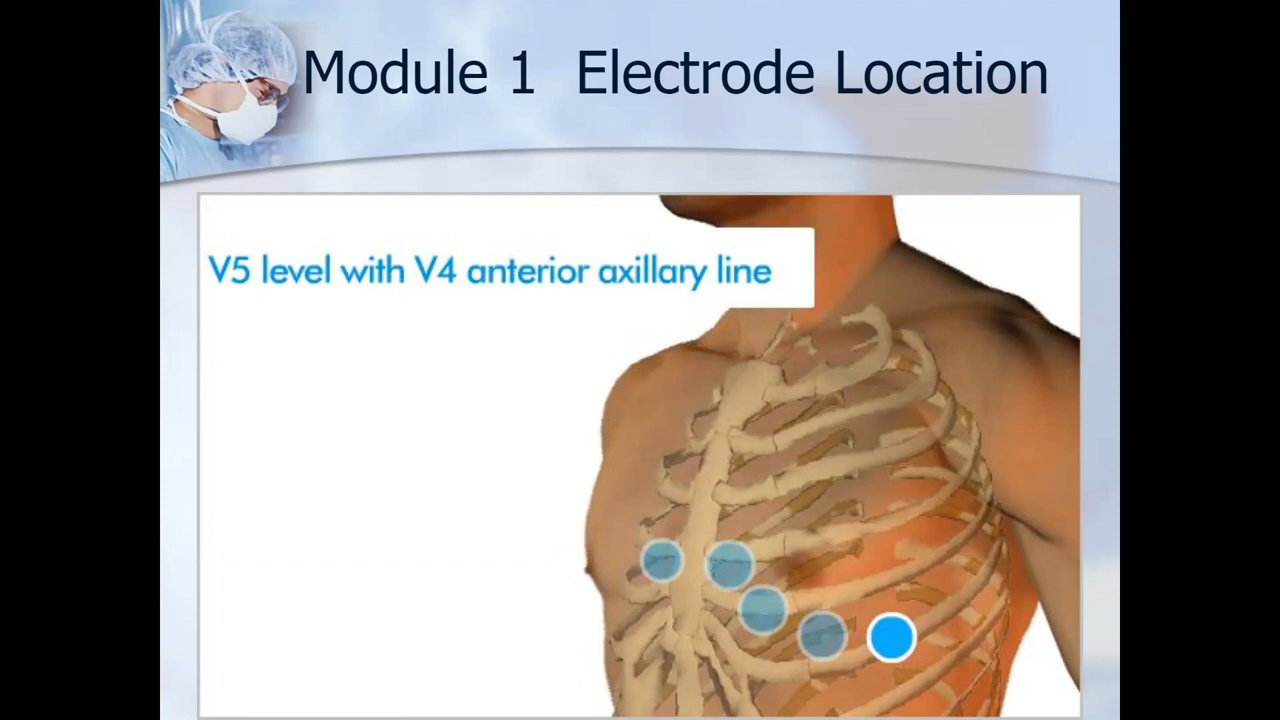 Module 1 Electrode Location
V5 level with V4 anterior axillary line